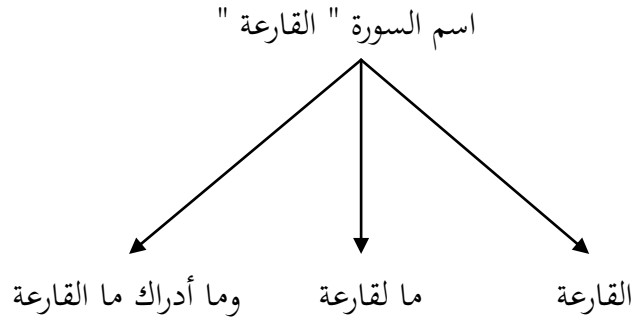 اسم السورة " القارعة "
القارعة ما لقارعة وما أدراك ما القارعة